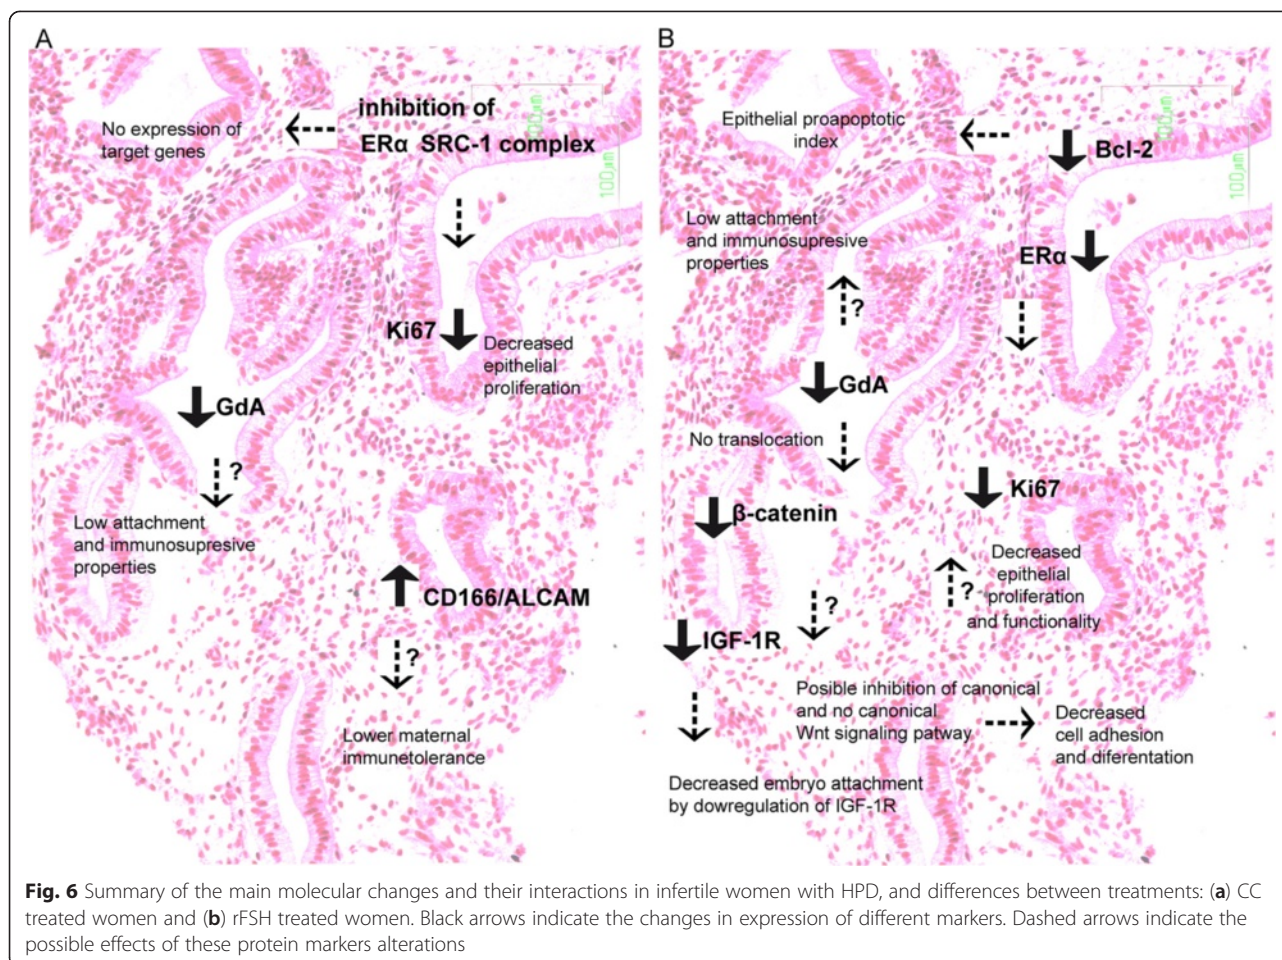 A
inhibition of
ERα SRC-1 complex
No expression of
target genes
100µm
100µm
Ki67
Decreased
epithelial
proliferation
GdA
?
Low attachment
and immunosupresive
properties
CD166/ALCAM
?
Lower maternal
immunetolerance
B
Epithelial proapoptotic
index
Bcl-2
100µm
100µm
Low attachment
and immunosupresive
properties
ERα
?
GdA
No translocation
Ki67
β-catenin
Decreased
epithelial
proliferation
and functionality
?
?
IGF-1R
Posible inhibition of canonical
and no canonical
Wnt signaling patway
Decreased
cell adhesion
and diferentation
Decreased embryo attachment
by dowregulation of IGF-1R
Fig. 6 Summary of the main molecular changes and their interactions in infertile women with HPD, and differences between treatments: (a) CC
treated women and (b) rFSH treated women. Black arrows indicate the changes in expression of different markers. Dashed arrows indicate the
possible effects of these protein markers alterations